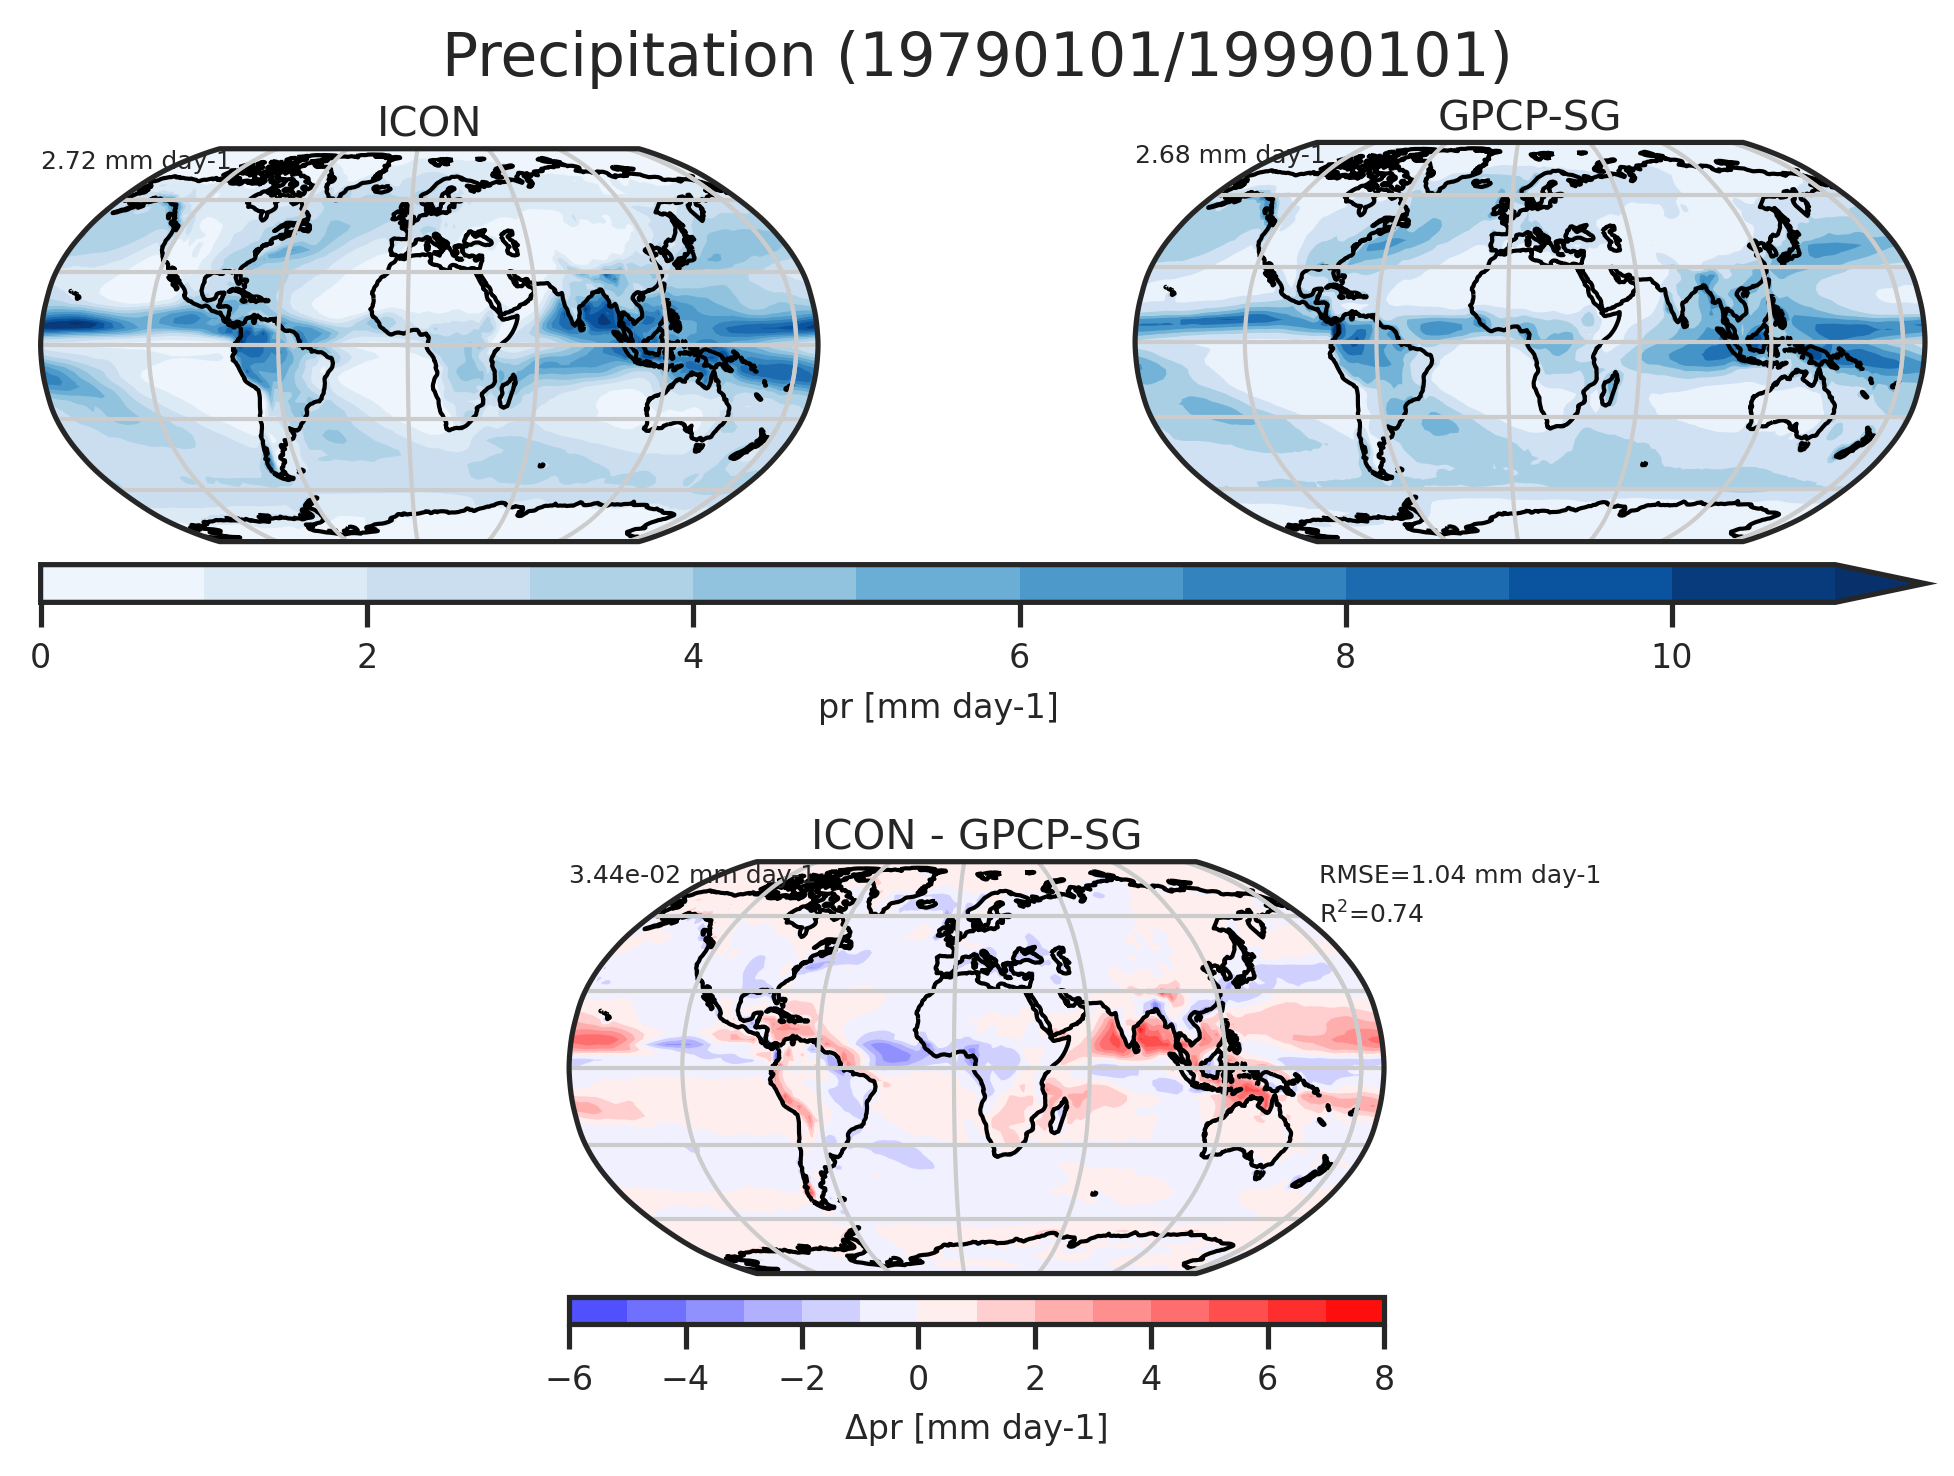 Precipitation (19790101/19990101)
ICON
GPCP-SG
2.72 mm day-1
2.68 mm day-1
0 2 4 6 8 10
pr [mm day-1]
ICON - GPCP-SG
3.44e-02 mm day-1
RMSE=1.04 mm day-1
R²=0.74
−6 −4 −2 0 2 4 6 8
Δpr [mm day-1]